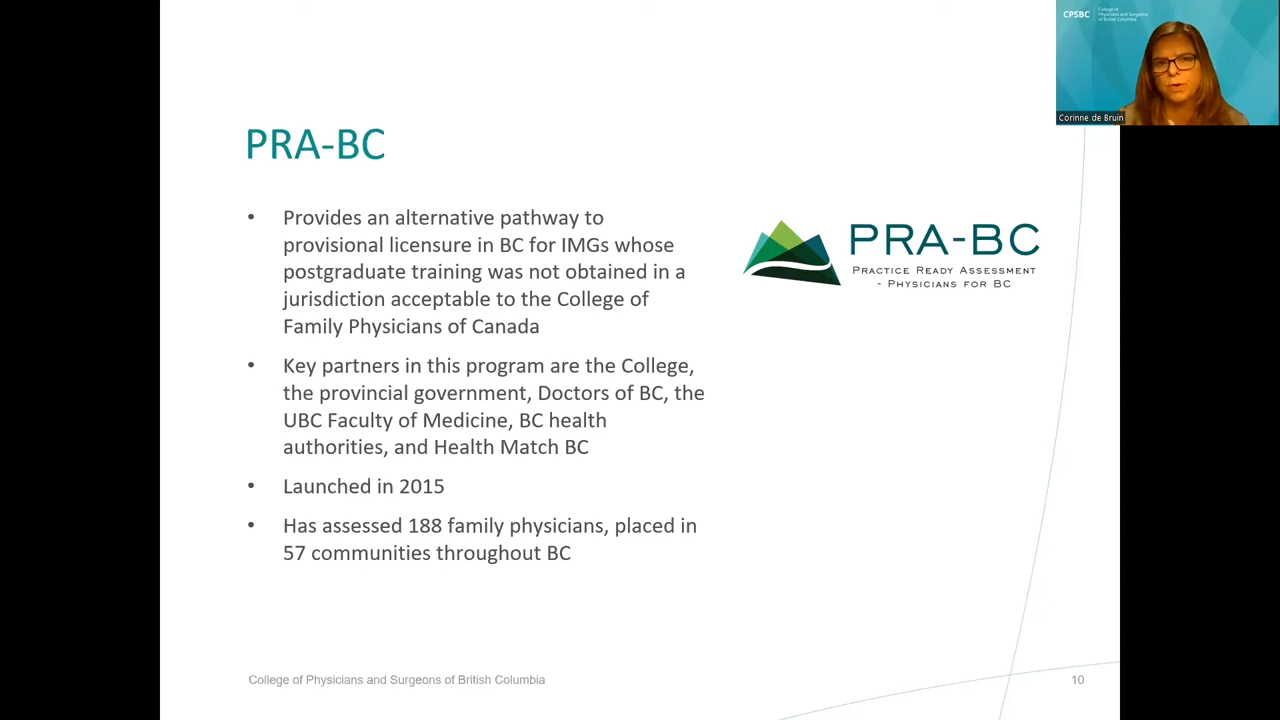 CPSBC
College of
Physicians and Surgeons
of British Columbia
Corinne de Bruin
PRA-BC
• Provides an alternative pathway to
provisional licensure in BC for IMGs whose
postgraduate training was not obtained in a
jurisdiction acceptable to the College of
Family Physicians of Canada
• Key partners in this program are the College,
the provincial government, Doctors of BC, the
UBC Faculty of Medicine, BC health
authorities, and Health Match BC
• Launched in 2015
• Has assessed 188 family physicians, placed in
57 communities throughout BC
PRA-BC
PRACTICE READY ASSESSMENT
- PHYSICIANS FOR BC
College of Physicians and Surgeons of British Columbia
10